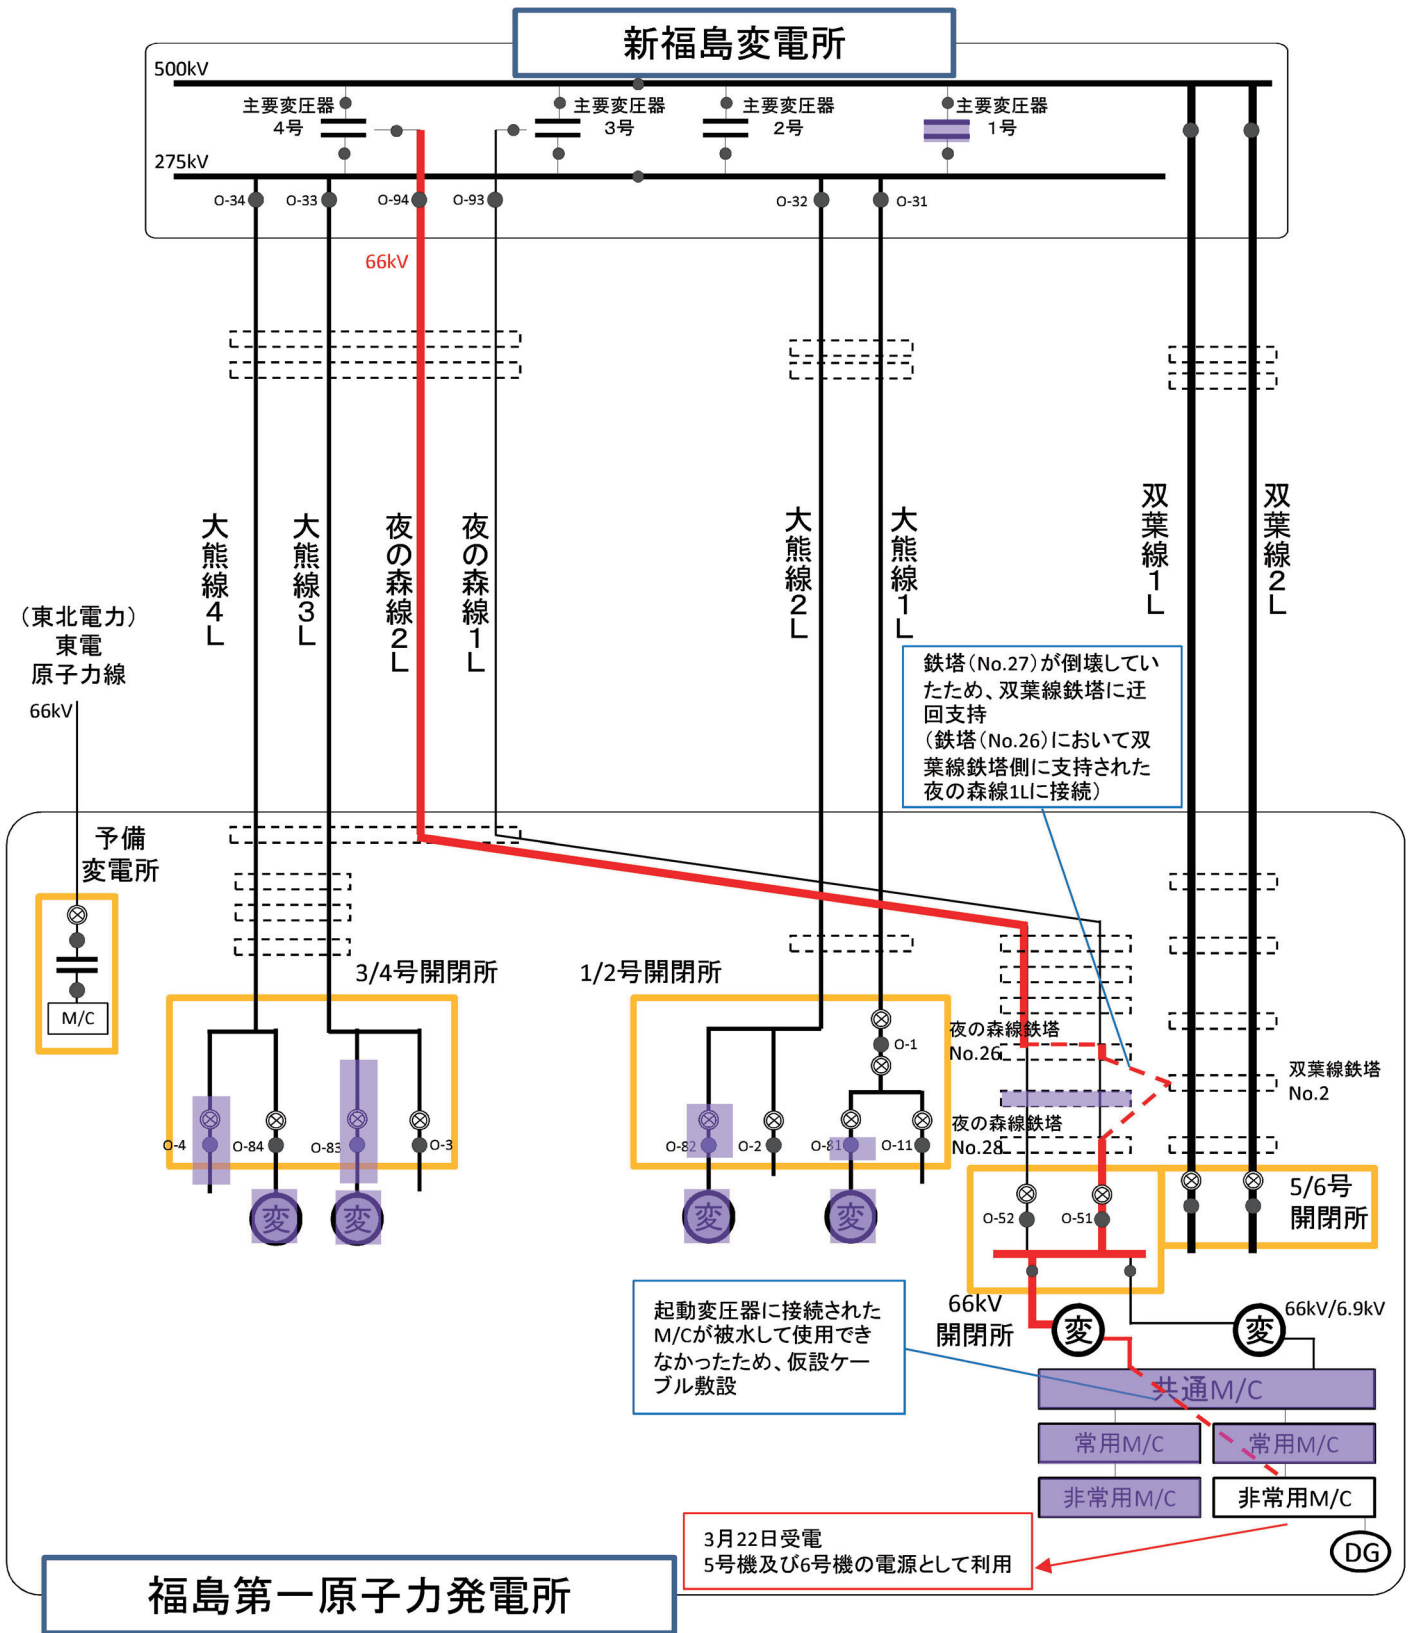 新福島変電所
500kV
主要変圧器
4号
主要変圧器
3号
主要変圧器
2号
主要変圧器
1号
275kV
O-34
O-33
O-94
O-93
O-32
O-31
66kV
大熊線4L
大熊線3L
夜の森線2L
夜の森線1L
大熊線2L
大熊線1L
双葉線1L
双葉線2L
（東北電力）
東電
原子力線
66kV
鉄塔（No.27）が倒壊してい
たため、双葉線鉄塔に迂
回支持
（鉄塔（No.26）において双
葉線鉄塔側に支持された
夜の森線1Lに接続）
予備
変電所
M/C
3/4号開閉所
1/2号開閉所
O-1
夜の森線鉄塔
No.26
双葉線鉄塔
No.2
夜の森線鉄塔
No.28
O-4
O-84
O-83
O-3
O-82
O-2
O-81
O-11
変
変
変
変
O-52
O-51
5/6号
開閉所
66kV
開閉所
変
変
66kV/6.9kV
起動変圧器に接続された
M/Cが被水して使用でき
なかったため、仮設ケー
ブル敷設
共通M/C
常用M/C
常用M/C
非常用M/C
非常用M/C
DG
3月22日受電
5号機及び6号機の電源として利用
福島第一原子力発電所